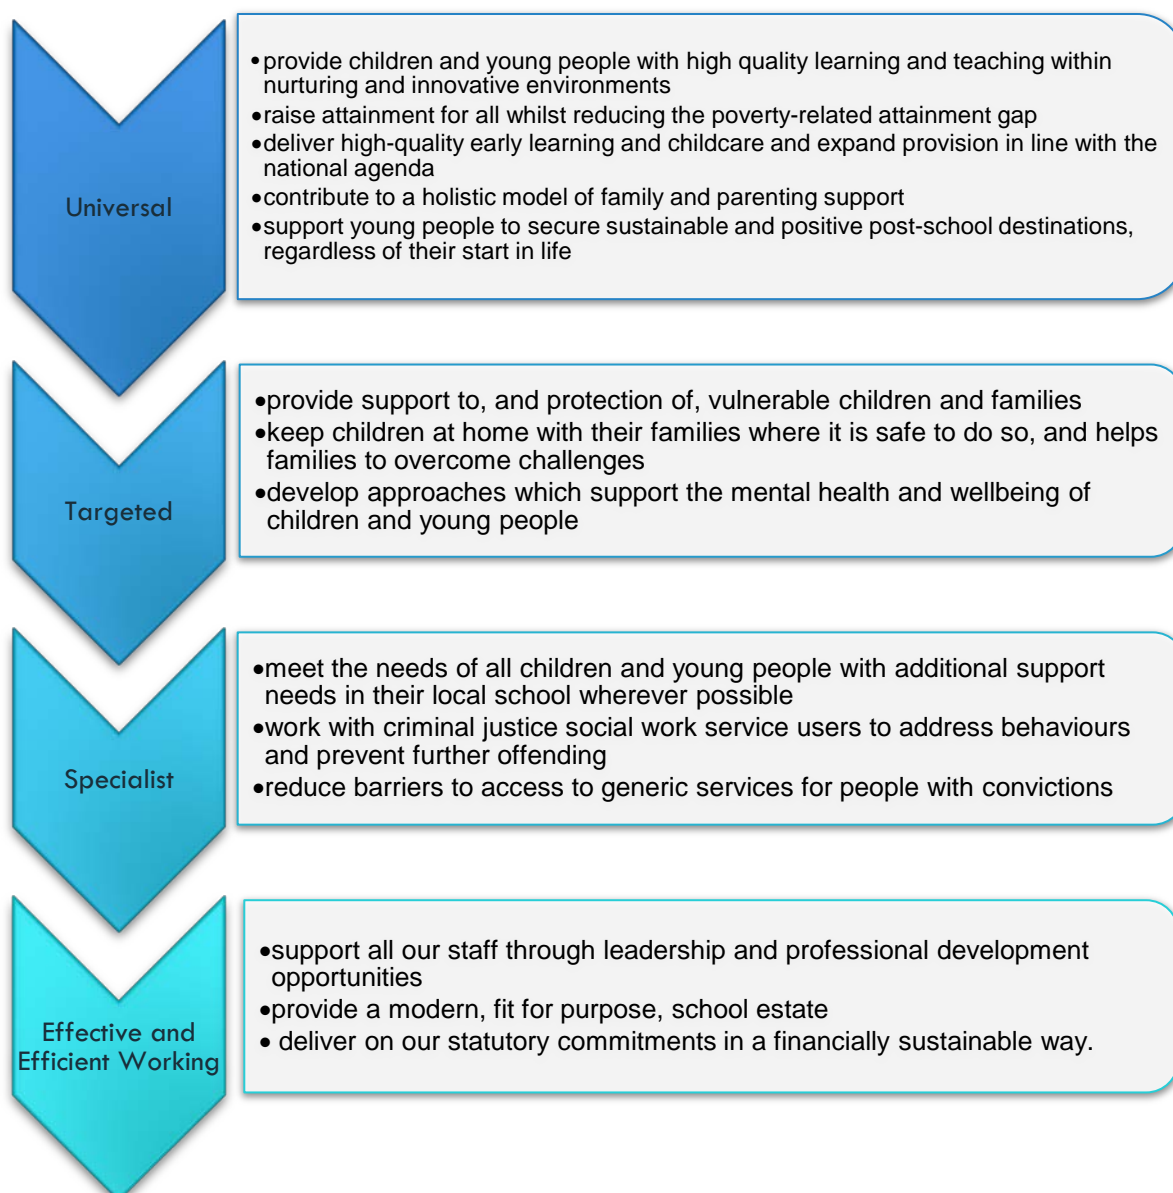 Universal
•provide children and young people with high quality learning and teaching within
nurturing and innovative environments
•raise attainment for all whilst reducing the poverty-related attainment gap
•deliver high-quality early learning and childcare and expand provision in line with the
national agenda
•contribute to a holistic model of family and parenting support
•support young people to secure sustainable and positive post-school destinations,
regardless of their start in life
Targeted
•provide support to, and protection of, vulnerable children and families
•keep children at home with their families where it is safe to do so, and helps
families to overcome challenges
•develop approaches which support the mental health and wellbeing of
children and young people
Specialist
•meet the needs of all children and young people with additional support
needs in their local school wherever possible
•work with criminal justice social work service users to address behaviours
and prevent further offending
•reduce barriers to access to generic services for people with convictions
Effective and
Efficient Working
•support all our staff through leadership and professional development
opportunities
•provide a modern, fit for purpose, school estate
• deliver on our statutory commitments in a financially sustainable way.